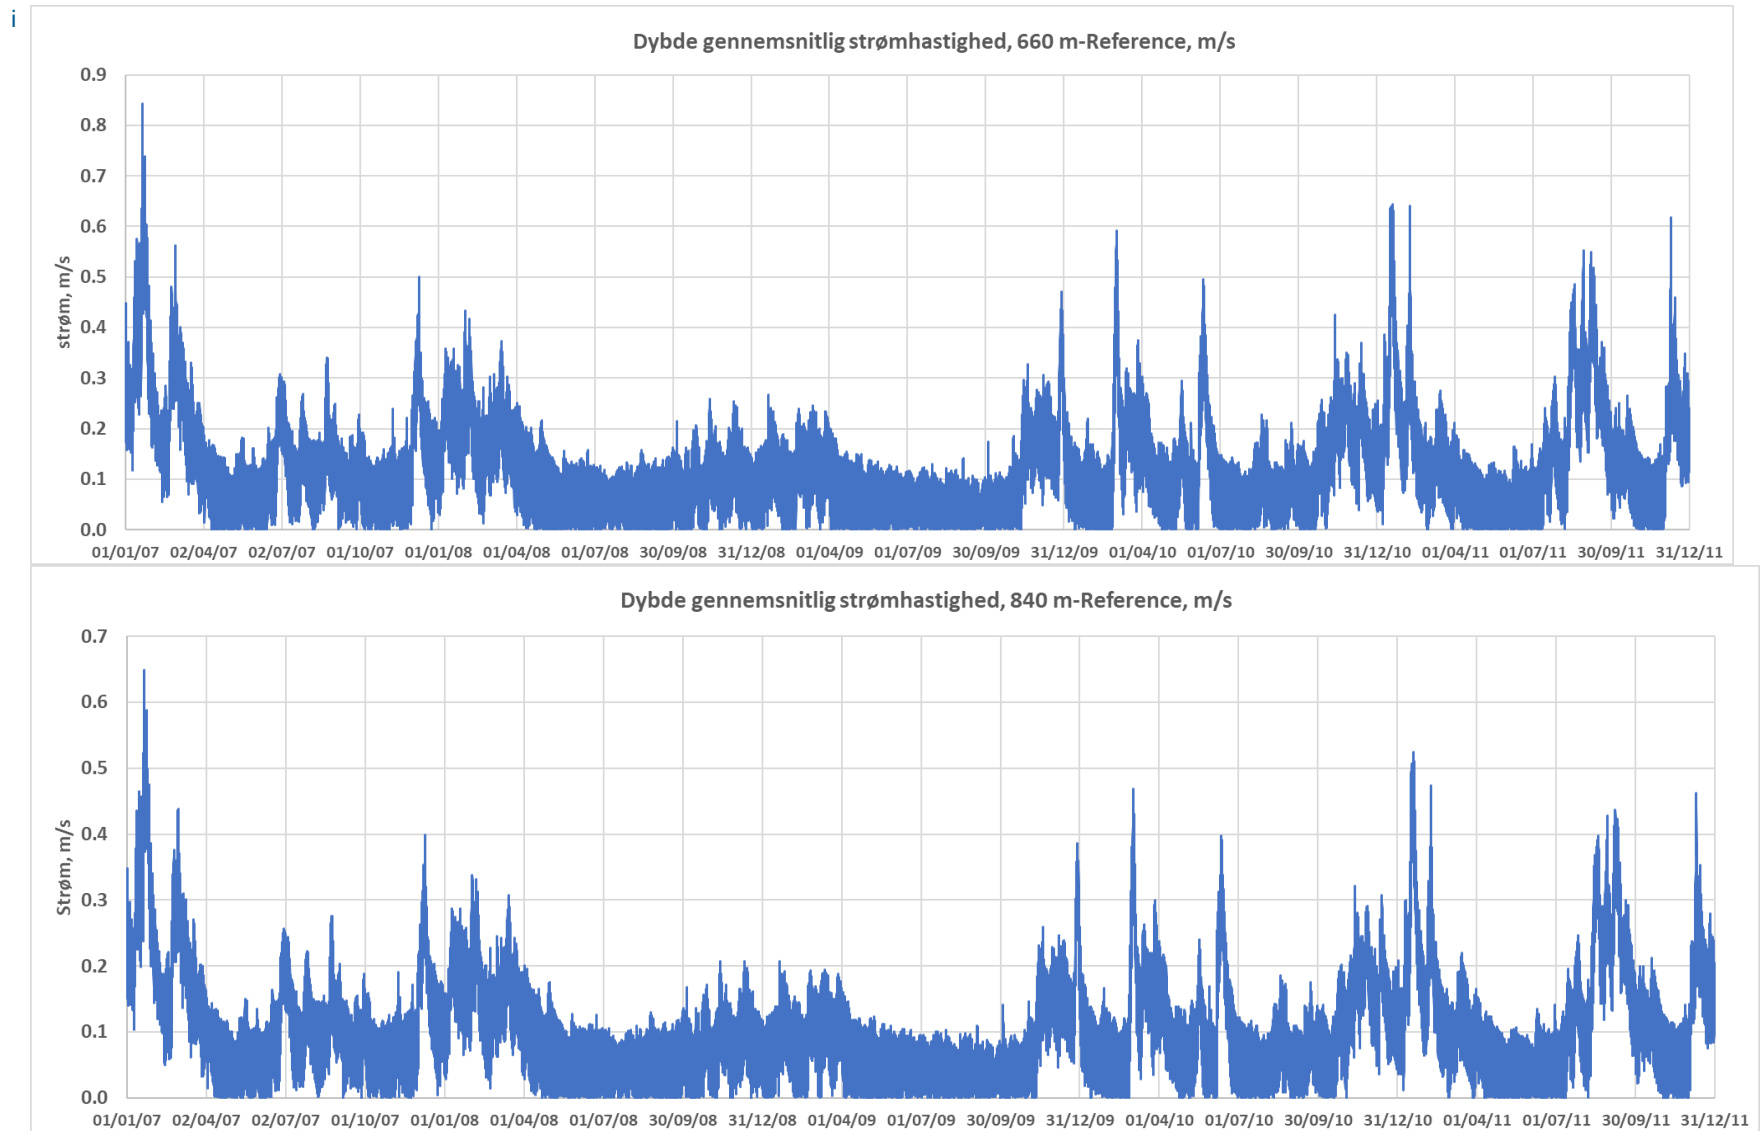 i
Dybde gennemsnitlig strømhastighed, 660 m-Reference, m/s
0.9
0.8
0.7
0.6
0.5
0.4
0.3
0.2
0.1
0.0
strøm, m/s
01/01/07 02/04/07 02/07/07 01/10/07 01/01/08 01/04/08 01/07/08 30/09/08 31/12/08 01/04/09 01/07/09 30/09/09 31/12/09 01/04/10 01/07/10 30/09/10 31/12/10 01/04/11 01/07/11 30/09/11 31/12/11
Dybde gennemsnitlig strømhastighed, 840 m-Reference, m/s
0.7
0.6
0.5
0.4
0.3
0.2
0.1
0.0
Strøm, m/s
01/01/07 02/04/07 02/07/07 01/10/07 01/01/08 01/04/08 01/07/08 30/09/08 31/12/08 01/04/09 01/07/09 30/09/09 31/12/09 01/04/10 01/07/10 30/09/10 31/12/10 01/04/11 01/07/11 30/09/11 31/12/11